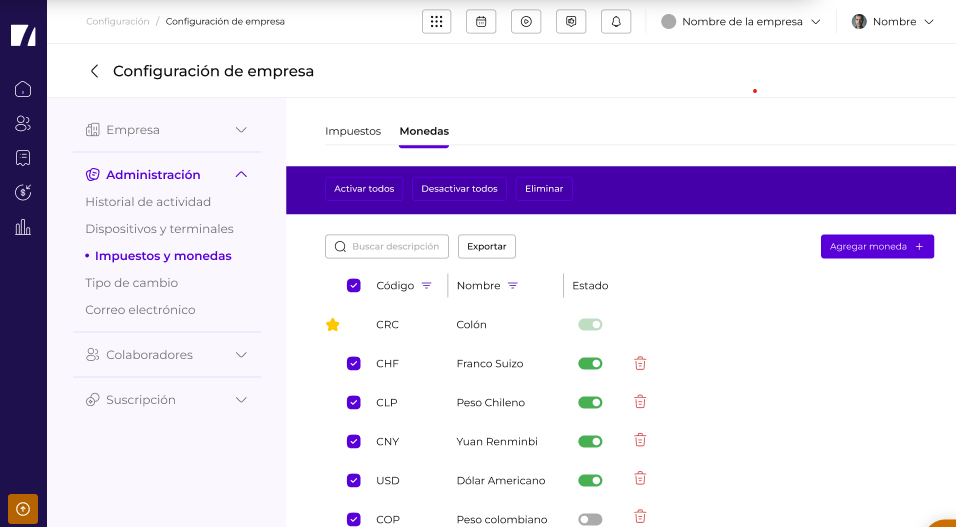 Configuración / Configuración de empresa
Nombre de la empresa
Nombre
Configuración de empresa
Empresa
Administración
Historial de actividad
Dispositivos y terminales
Impuestos y monedas
Tipo de cambio
Correo electrónico
Colaboradores
Suscripción
Impuestos Monedas
Activar todos Desactivar todos Eliminar
Buscar descripción Exportar Agregar moneda +
Código Nombre Estado
CRC Colón
CHF Franco Suizo
CLP Peso Chileno
CNY Yuan Renminbi
USD Dólar Americano
COP Peso colombiano